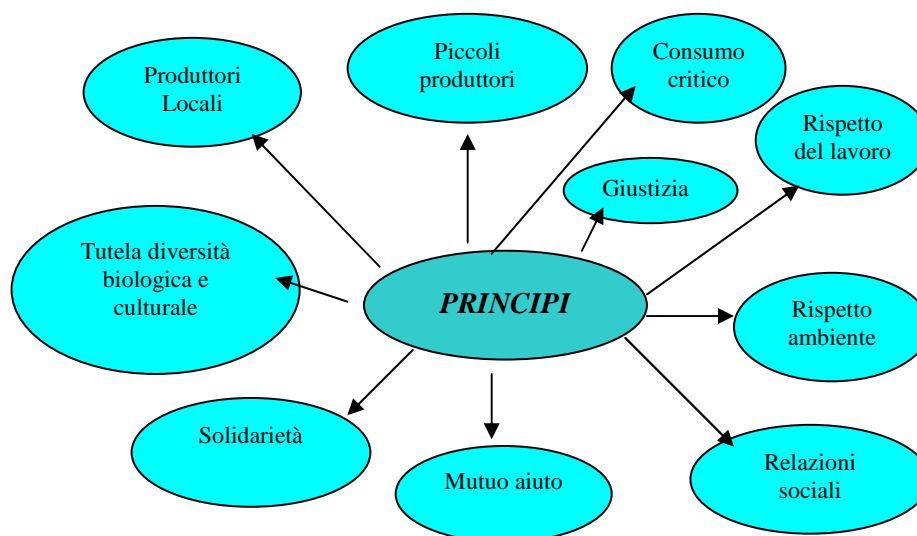 Piccoli
produttori
Consumo
critico
Produttori
Locali
Rispetto
del lavoro
Giustizia
Tutela diversità
biologica e
culturale
PRINCIPI
Rispetto
ambiente
Solidarietà
Mutuo aiuto
Relazioni
sociali